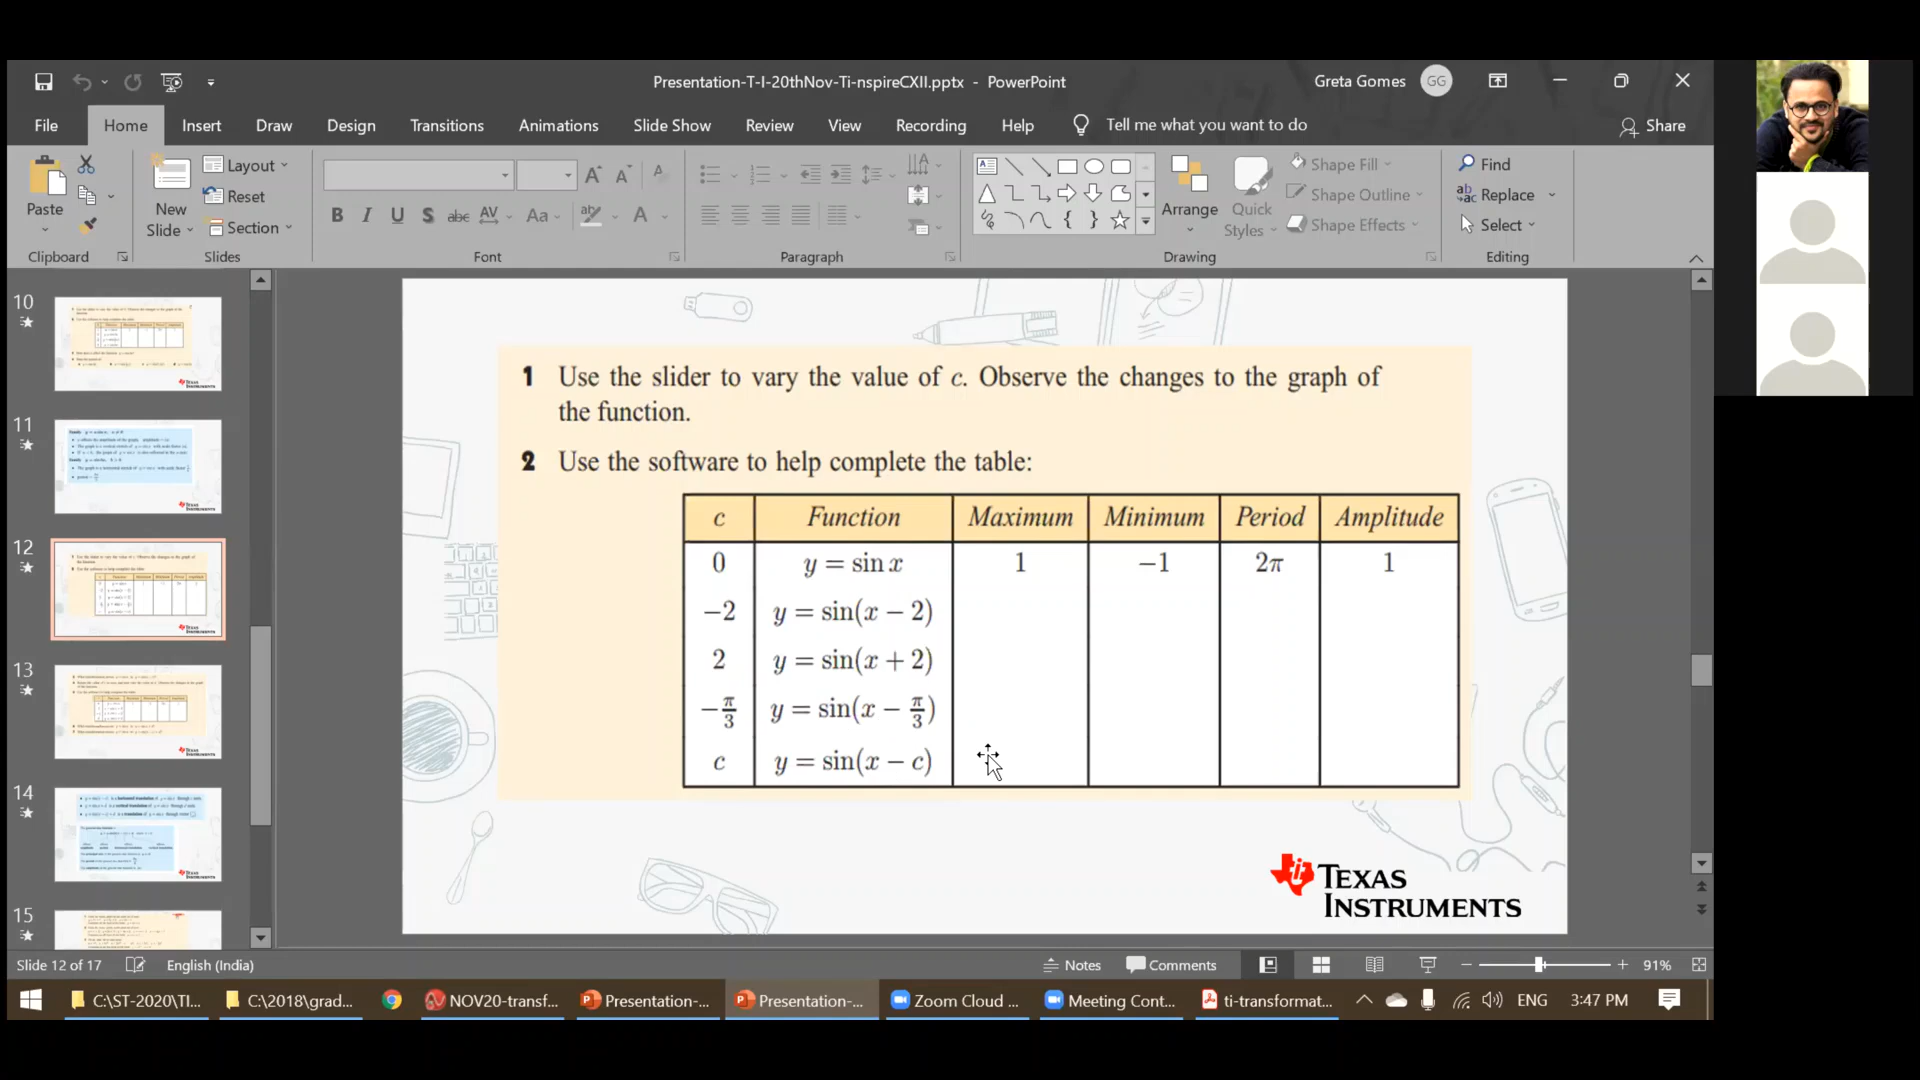 Presentation-T-I-20thNov-Ti-nspireCXII.pptx - PowerPoint
Greta Gomes
GG
File
Home
Insert
Draw
Design
Transitions
Animations
Slide Show
Review
View
Recording
Help
Tell me what you want to do
Share
Paste
New
Slide
Layout
Reset
Section
B I U S abc AV Aa A
Arrange
Quick
Styles
Shape Fill
Shape Outline
Shape Effects
Find
Replace
Select
Clipboard
Slides
Font
Paragraph
Drawing
Editing
10
11
12
13
14
15
1 Use the slider to vary the value of c. Observe the changes to the graph of
the function.
2 Use the software to help complete the table:
c Function Maximum Minimum Period Amplitude
0 y = sin x 1 −1 2π 1
−2 y = sin(x − 2)
2 y = sin(x + 2)
−π/3 y = sin(x − π/3)
c y = sin(x − c)
TEXAS
INSTRUMENTS
Slide 12 of 17
English (India)
Notes
Comments
91%
C:\ST-2020\TI...
C:\2018\grad...
NOV20-transf...
Presentation-...
Presentation-...
Zoom Cloud ...
Meeting Cont...
ti-transformat...
ENG
3:47 PM